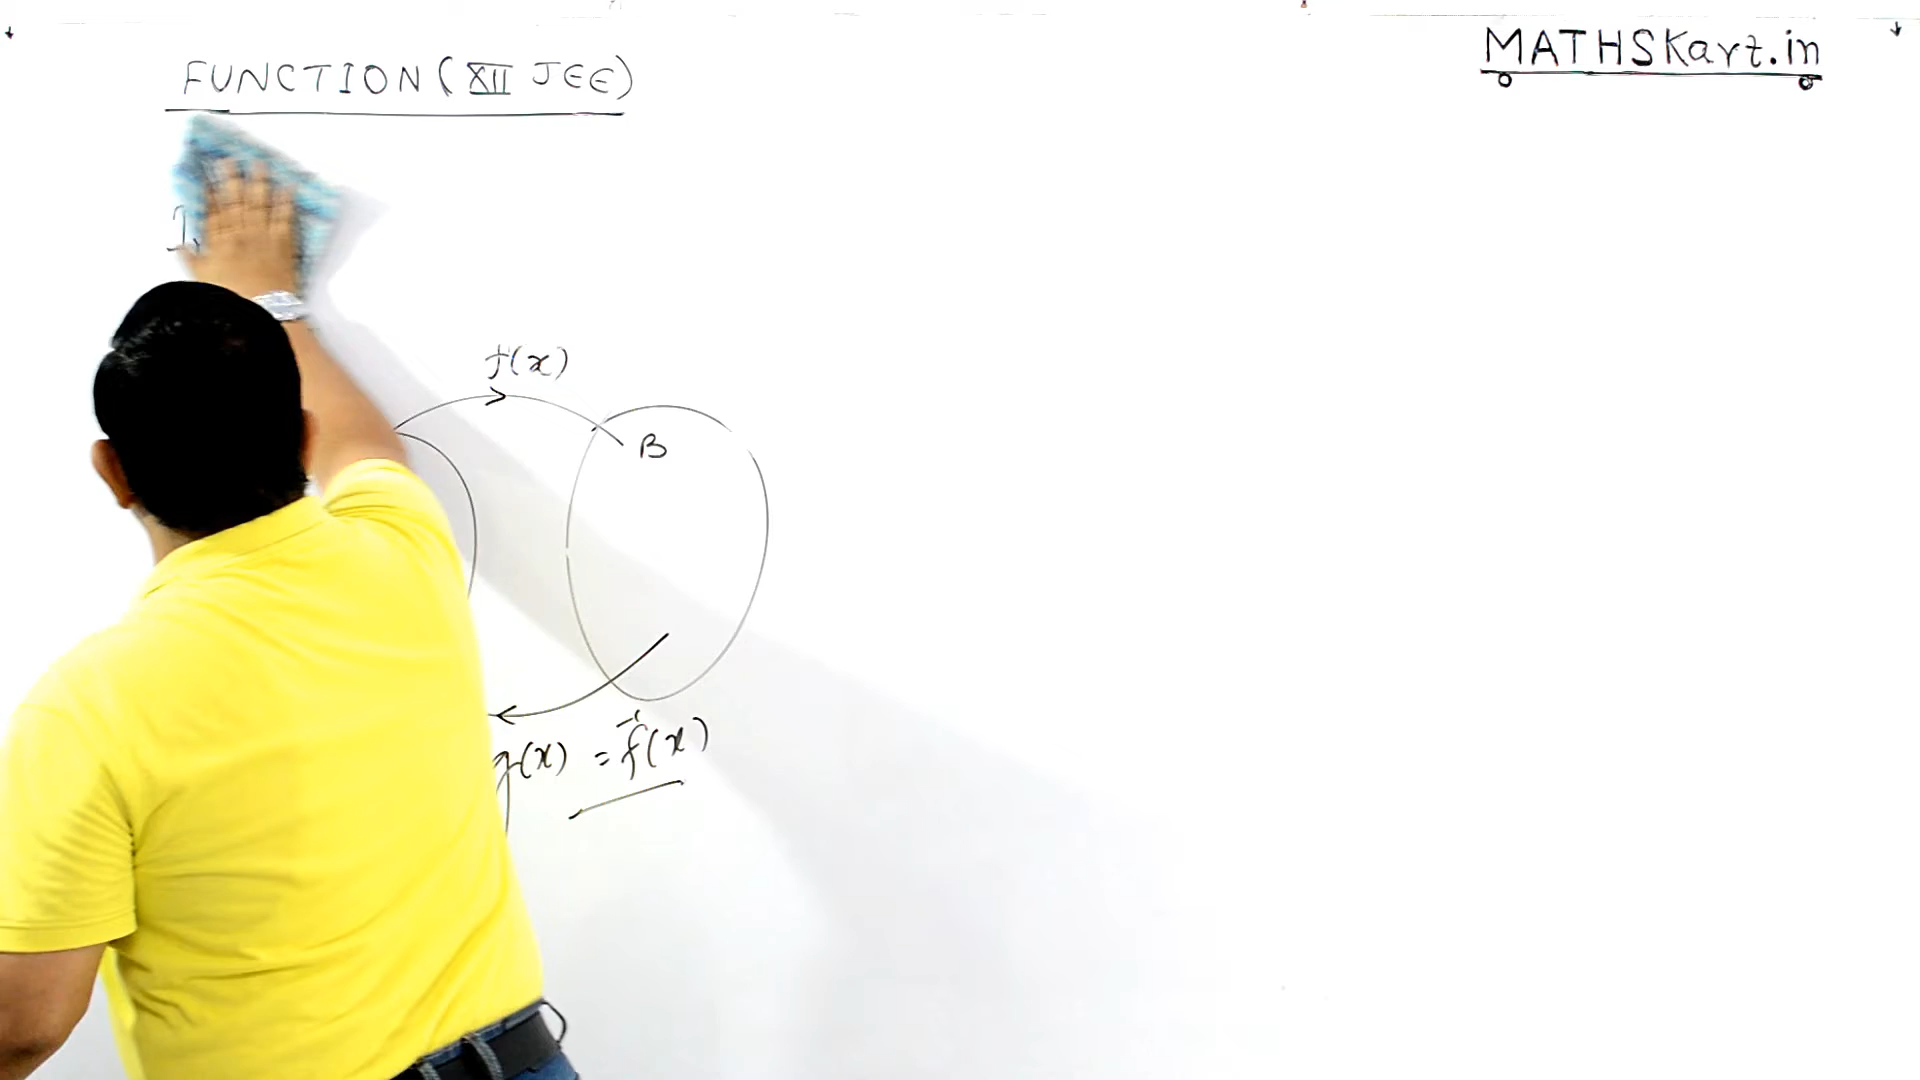 FUNCTION (XII JEE)
MATHSKart.in
f(x)
B
g(x) = f⁻¹(x)